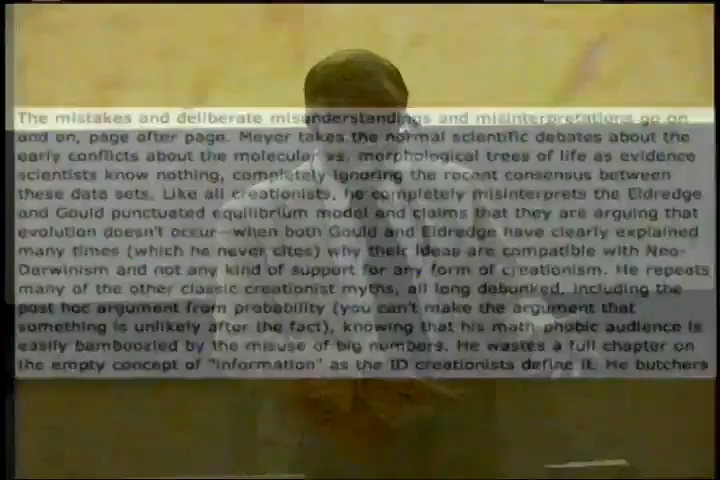 The mistakes and deliberate misunderstandings and misinterpretations go on
and on, page after page. Meyer takes the normal scientific debates about the
early conflicts about the molecular vs. morphological trees of life as evidence
scientists know nothing, completely ignoring the recent consensus between
these data sets. Like all creationists, he completely misinterprets the Eldredge
and Gould punctuated equilibrium model and claims that they are arguing that
evolution doesn't occur—when both Gould and Eldredge have clearly explained
many times (which he never cites) why their ideas are compatible with Neo-
Darwinism and not any kind of support for any form of creationism. He repeats
many of the other classic creationist myths, all long debunked, including the
post hoc argument from probability (you can't make the argument that
something is unlikely after the fact), knowing that his math phobic audience is
easily bamboozled by the misuse of big numbers. He wastes a full chapter on
the empty concept of "information" as the ID creationists define it. He butchers